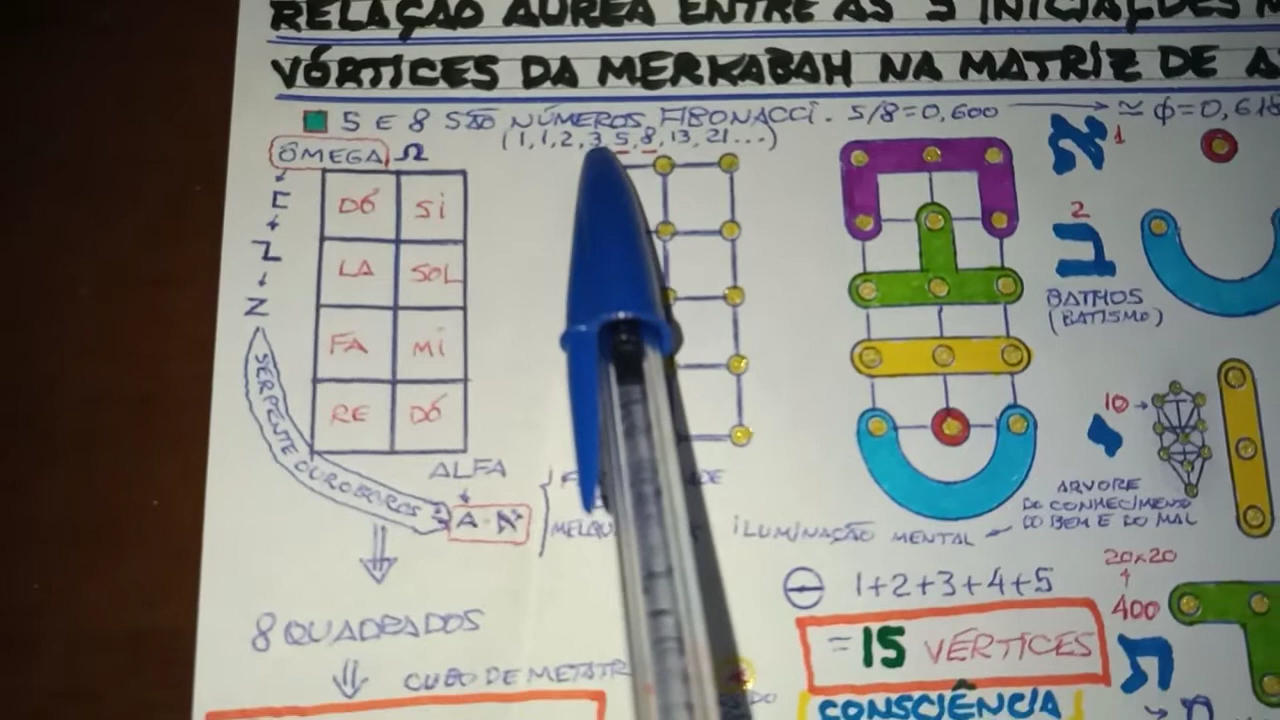 RELAÇÃO ÁUREA ENTRE AS 5 INICIAÇÕES
VÓRTICES DA MERKABAH NA MATRIZ DE
5 E 8 SÃO NÚMEROS FIBONACCI. 5/8=0,600 → ≃ ϕ=0,618
(1,1,2,3,5,8,13,21...)
ÔMEGA Ω
DÓ SI
LA SOL
FA MI
RE DÓ
SERPENTE OUROBOROS
ALFA
A
1
2
BATHOS
(BATISMO)
10
ARVORE
DO CONHECIMENTO
DO BEM E DO MAL
ILUMINAÇÃO MENTAL
8 QUADRADOS
CUBO DE
1+2+3+4+5
=15 VÉRTICES
CONSCIÊNCIA
20x20
400